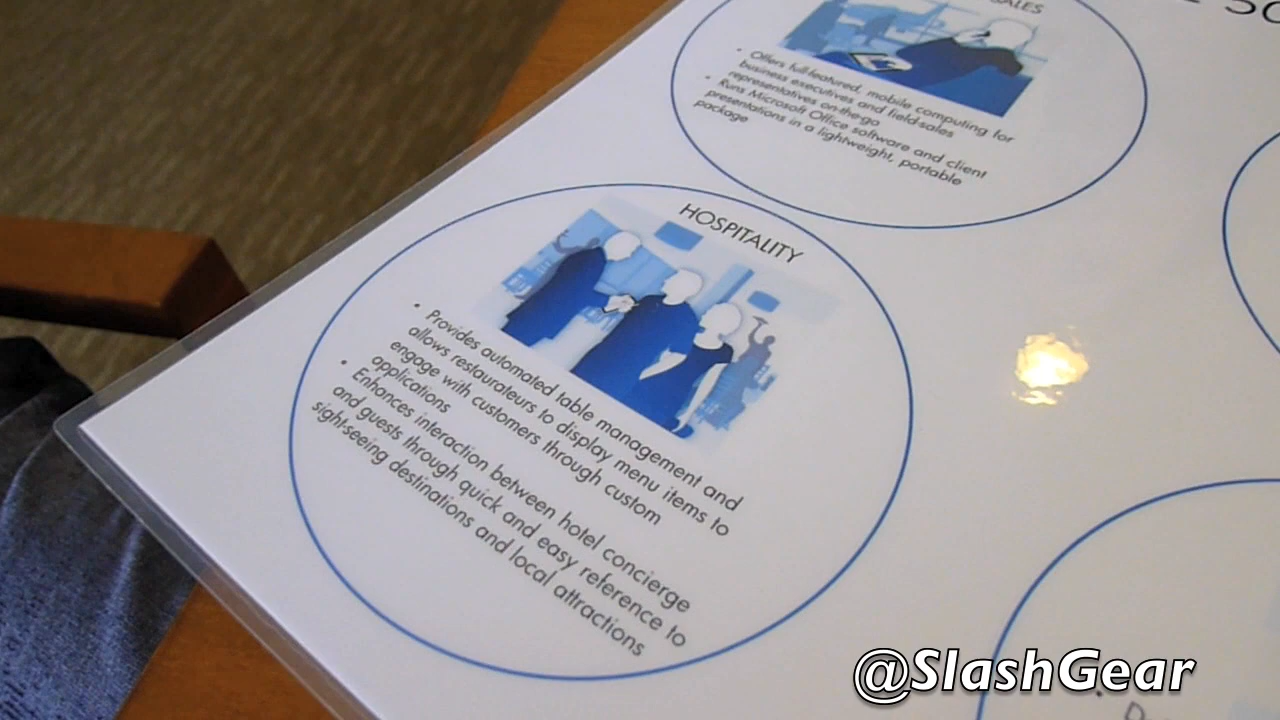 SALES
• Offers full-featured, mobile computing for
business executives and field-sales
representatives on-the-go
• Runs Microsoft Office software and client
presentations in a lightweight, portable
package
HOSPITALITY
• Provides automated table management and
allows restaurateurs to display menu items to
engage with customers through custom
applications
• Enhances interaction between hotel concierge
and guests through quick and easy reference to
sight-seeing destinations and local attractions
@SlashGear